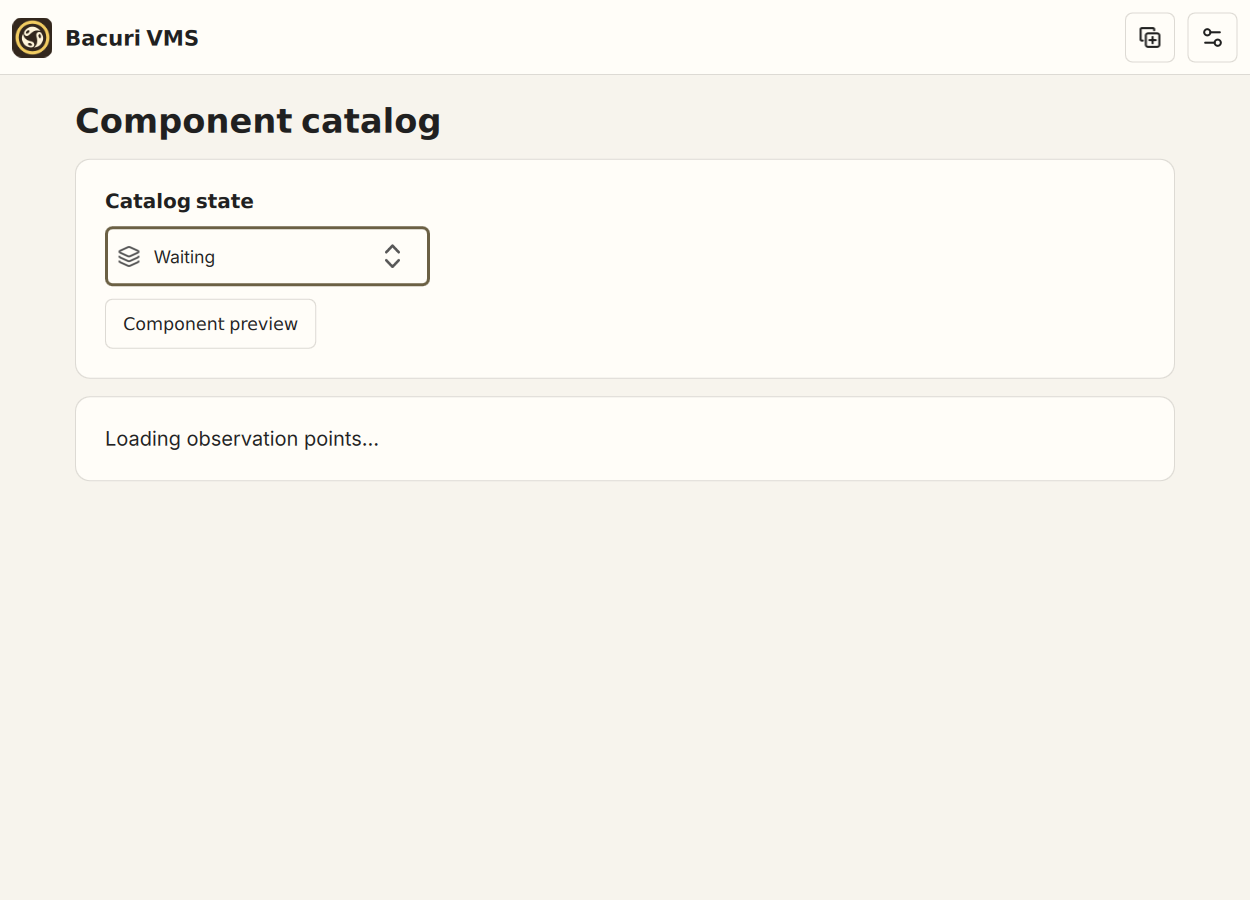 Bacuri VMS
Component catalog
Catalog state
Waiting
Component preview
Loading observation points...